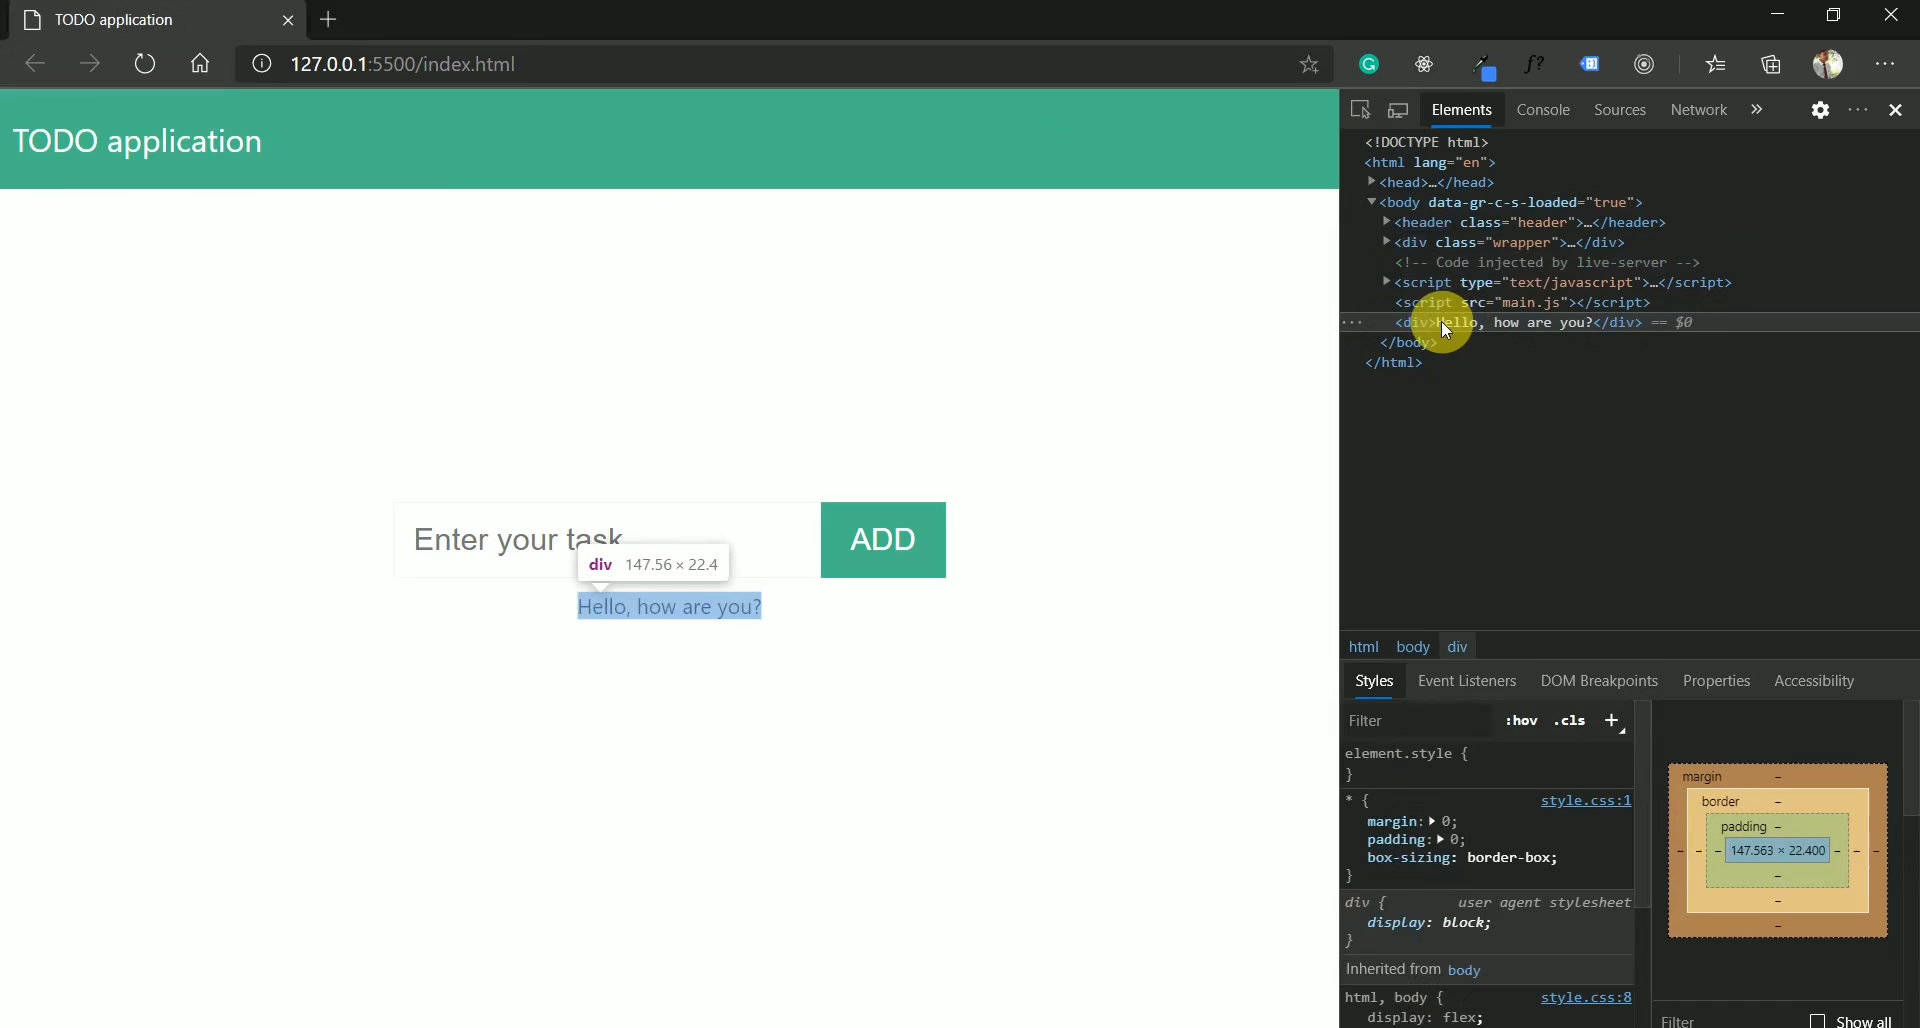 TODO application
127.0.0.1:5500/index.html
TODO application
Enter your task
ADD
div 147.56 × 22.4
Hello, how are you?
Elements Console Sources Network
<!DOCTYPE html>
<html lang="en">
<head>…</head>
<body data-gr-c-s-loaded="true">
<header class="header">…</header>
<div class="wrapper">…</div>
<!-- Code injected by live-server -->
<script type="text/javascript">…</script>
<script src="main.js"></script>
<div>Hello, how are you?</div> == $0
</body>
</html>
html body div
Styles Event Listeners DOM Breakpoints Properties Accessibility
Filter :hov .cls +
element.style {
}
* { style.css:1
margin: 0;
padding: 0;
box-sizing: border-box;
}
div { user agent stylesheet
display: block;
}
Inherited from body
html, body { style.css:8
display: flex;
margin –
border –
padding –
147.563 × 22.400
Filter Show all